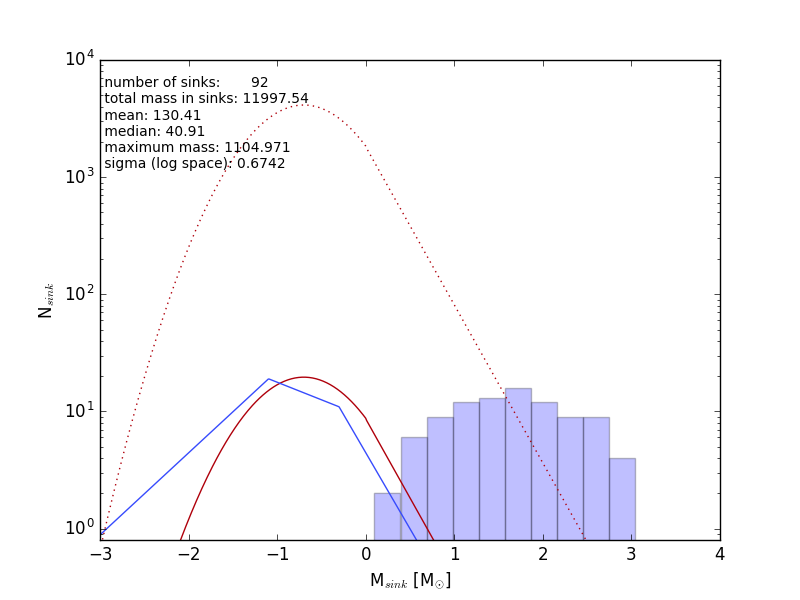 number of sinks: 92
total mass in sinks: 11997.54
mean: 130.41
median: 40.91
maximum mass: 1104.971
sigma (log space): 0.6742
10^4
10^3
10^2
10^1
10^0
N_sink
−3 −2 −1 0 1 2 3 4
M_sink [M_⊙]